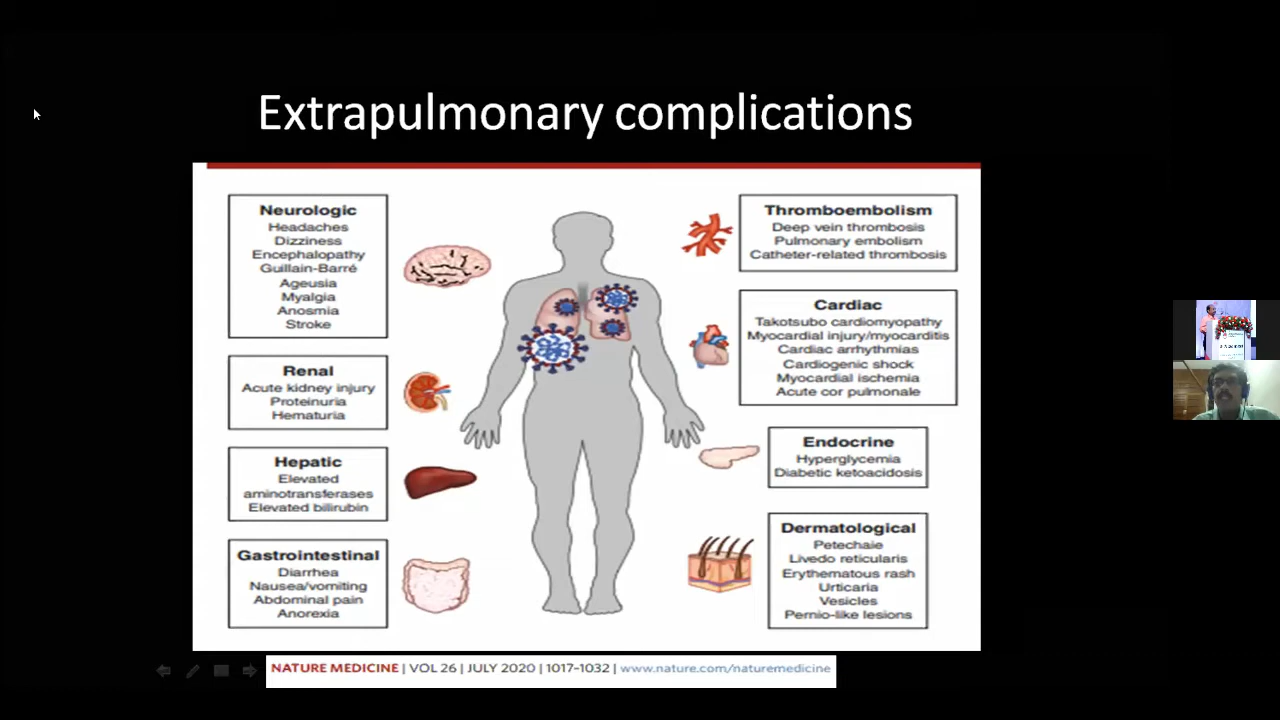 Extrapulmonary complications
Neurologic
Headaches
Dizziness
Encephalopathy
Guillain-Barré
Ageusia
Myalgia
Anosmia
Stroke
Renal
Acute kidney injury
Proteinuria
Hematuria
Hepatic
Elevated
aminotransferases
Elevated bilirubin
Gastrointestinal
Diarrhea
Nausea/vomiting
Abdominal pain
Anorexia
Thromboembolism
Deep vein thrombosis
Pulmonary embolism
Catheter-related thrombosis
Cardiac
Takotsubo cardiomyopathy
Myocardial injury/myocarditis
Cardiac arrhythmias
Cardiogenic shock
Myocardial ischemia
Acute cor pulmonale
Endocrine
Hyperglycemia
Diabetic ketoacidosis
Dermatological
Petechaie
Livedo reticularis
Erythematous rash
Urticaria
Vesicles
Pernio-like lesions
NATURE MEDICINE | VOL 26 | JULY 2020 | 1017–1032 | www.nature.com/naturemedicine